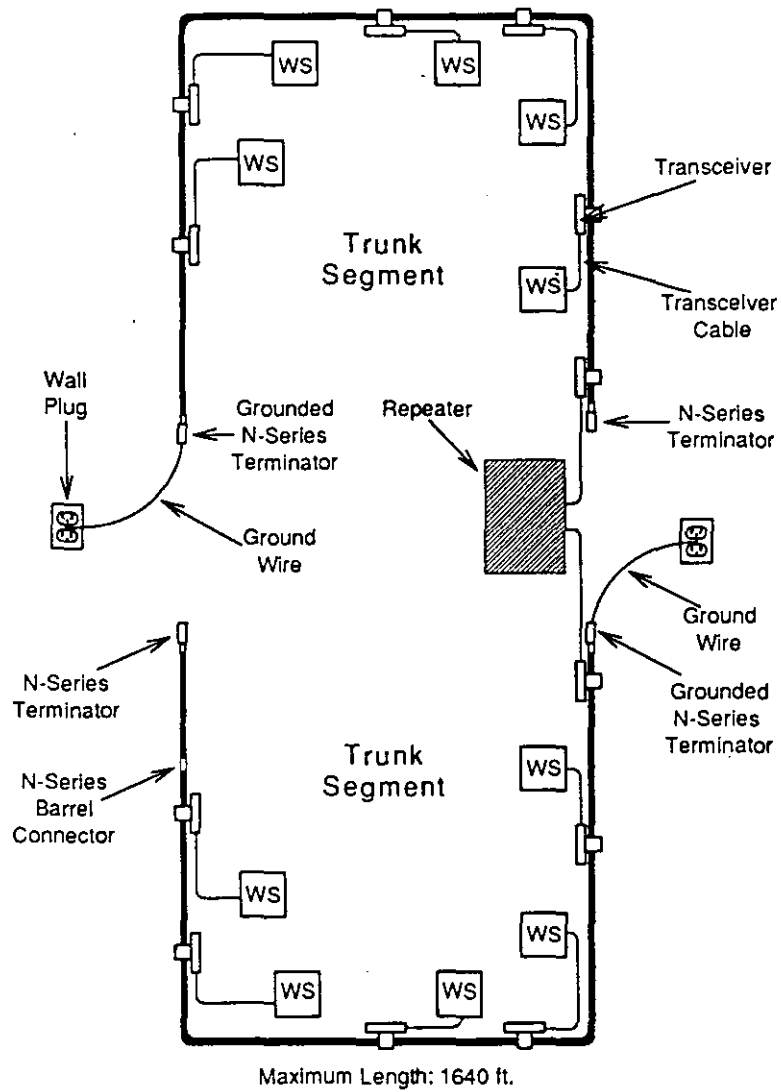 WS
WS
WS
WS
WS
Transceiver
Trunk
Segment
WS
Transceiver
Cable
Wall
Plug
Grounded
N-Series
Terminator
Repeater
N-Series
Terminator
Ground
Wire
Ground
Wire
N-Series
Terminator
Grounded
N-Series
Terminator
Trunk
Segment
WS
N-Series
Barrel
Connector
WS
WS
WS
WS
Maximum Length: 1640 ft.